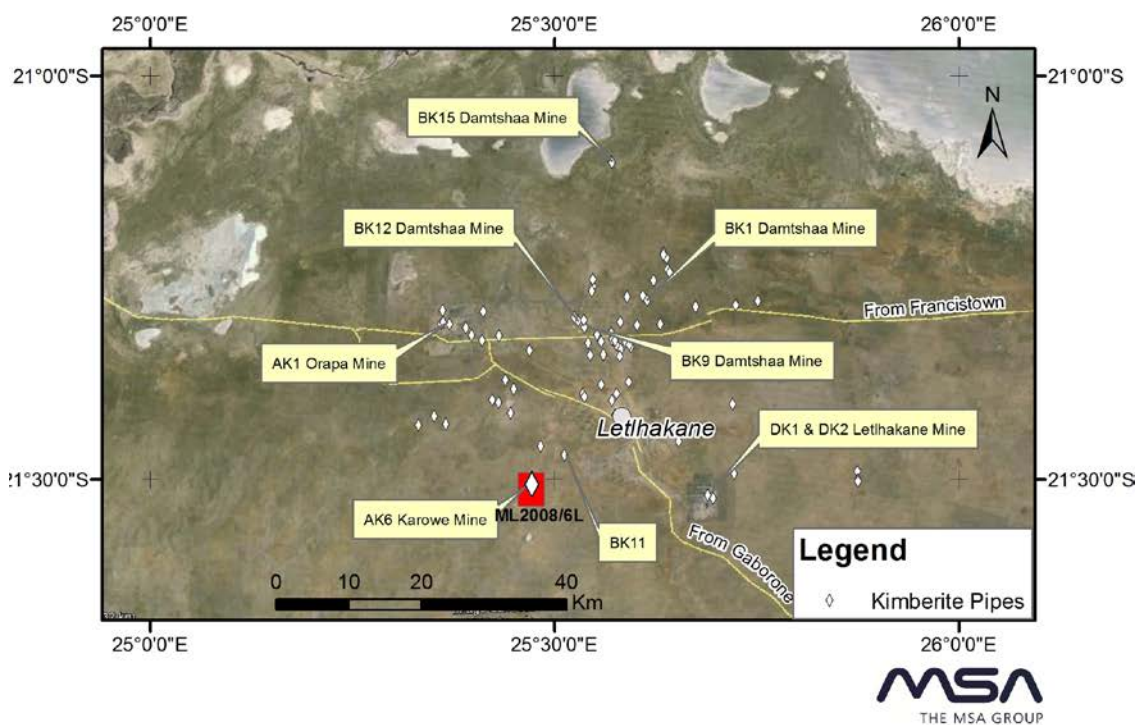 25°0'0"E
25°30'0"E
26°0'0"E
21°0'0"S
21°0'0"S
N
BK15 Damtshaa Mine
BK12 Damtshaa Mine
BK1 Damtshaa Mine
From Francistown
AK1 Orapa Mine
BK9 Damtshaa Mine
Letlhakane
DK1 & DK2 Letlhakane Mine
21°30'0"S
21°30'0"S
AK6 Karowe Mine
ML2008/6L
BK11
From Gaborone
Legend
Kimberite Pipes
0 10 20 40
Km
25°0'0"E
25°30'0"E
26°0'0"E
MSA
THE MSA GROUP